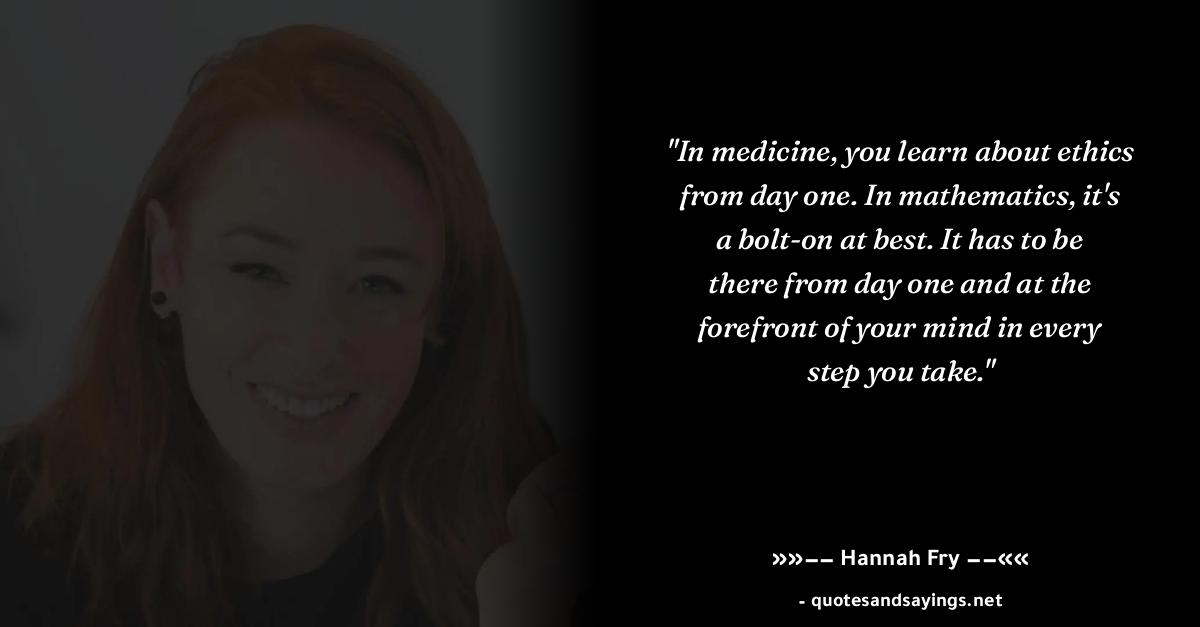 "In medicine, you learn about ethics
from day one. In mathematics, it's
a bolt-on at best. It has to be
there from day one and at the
forefront of your mind in every
step you take."
»»-- Hannah Fry --««
- quotesandsayings.net